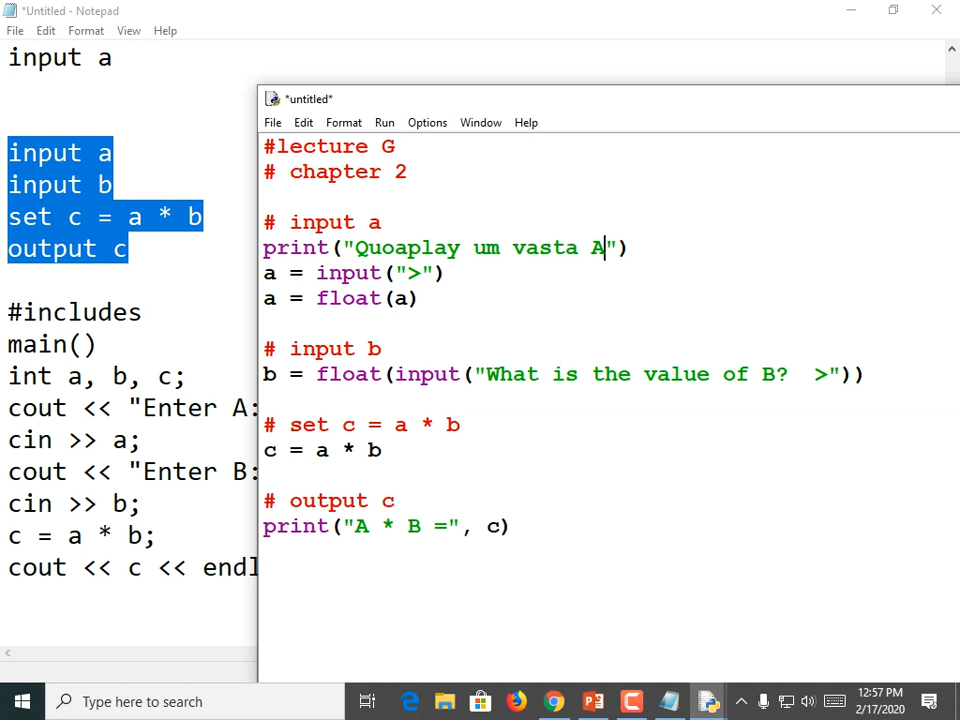 *Untitled - Notepad
File Edit Format View Help
input a
input a
input b
set c = a * b
output c
#includes
main()
int a, b, c;
cout << "Enter A:
cin >> a;
cout << "Enter B:
cin >> b;
c = a * b;
cout << c << endl
*untitled*
File Edit Format Run Options Window Help
#lecture G
# chapter 2
# input a
print("Quoaplay um vasta A")
a = input(">")
a = float(a)
# input b
b = float(input("What is the value of B?  >"))
# set c = a * b
c = a * b
# output c
print("A * B =", c)
Type here to search
12:57 PM
2/17/2020